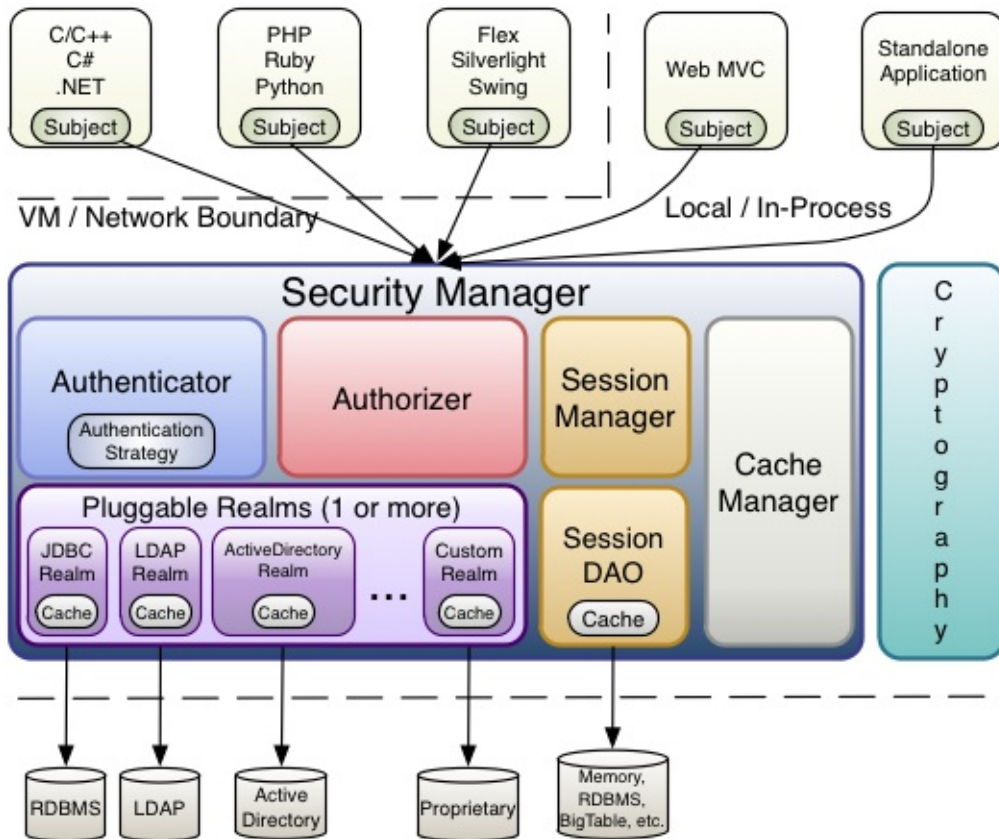 C/C++
C#
.NET
Subject
PHP
Ruby
Python
Subject
Flex
Silverlight
Swing
Subject
Web MVC
Subject
Standalone
Application
Subject
VM / Network Boundary
Local / In-Process
Security Manager
Authenticator
Authentication
Strategy
Authorizer
Session
Manager
Cache
Manager
Pluggable Realms (1 or more)
JDBC
Realm
Cache
LDAP
Realm
Cache
ActiveDirectory
Realm
Cache
...
Custom
Realm
Cache
Session
DAO
Cache
Cryptography
RDBMS
LDAP
Active
Directory
Proprietary
Memory,
RDBMS,
BigTable, etc.